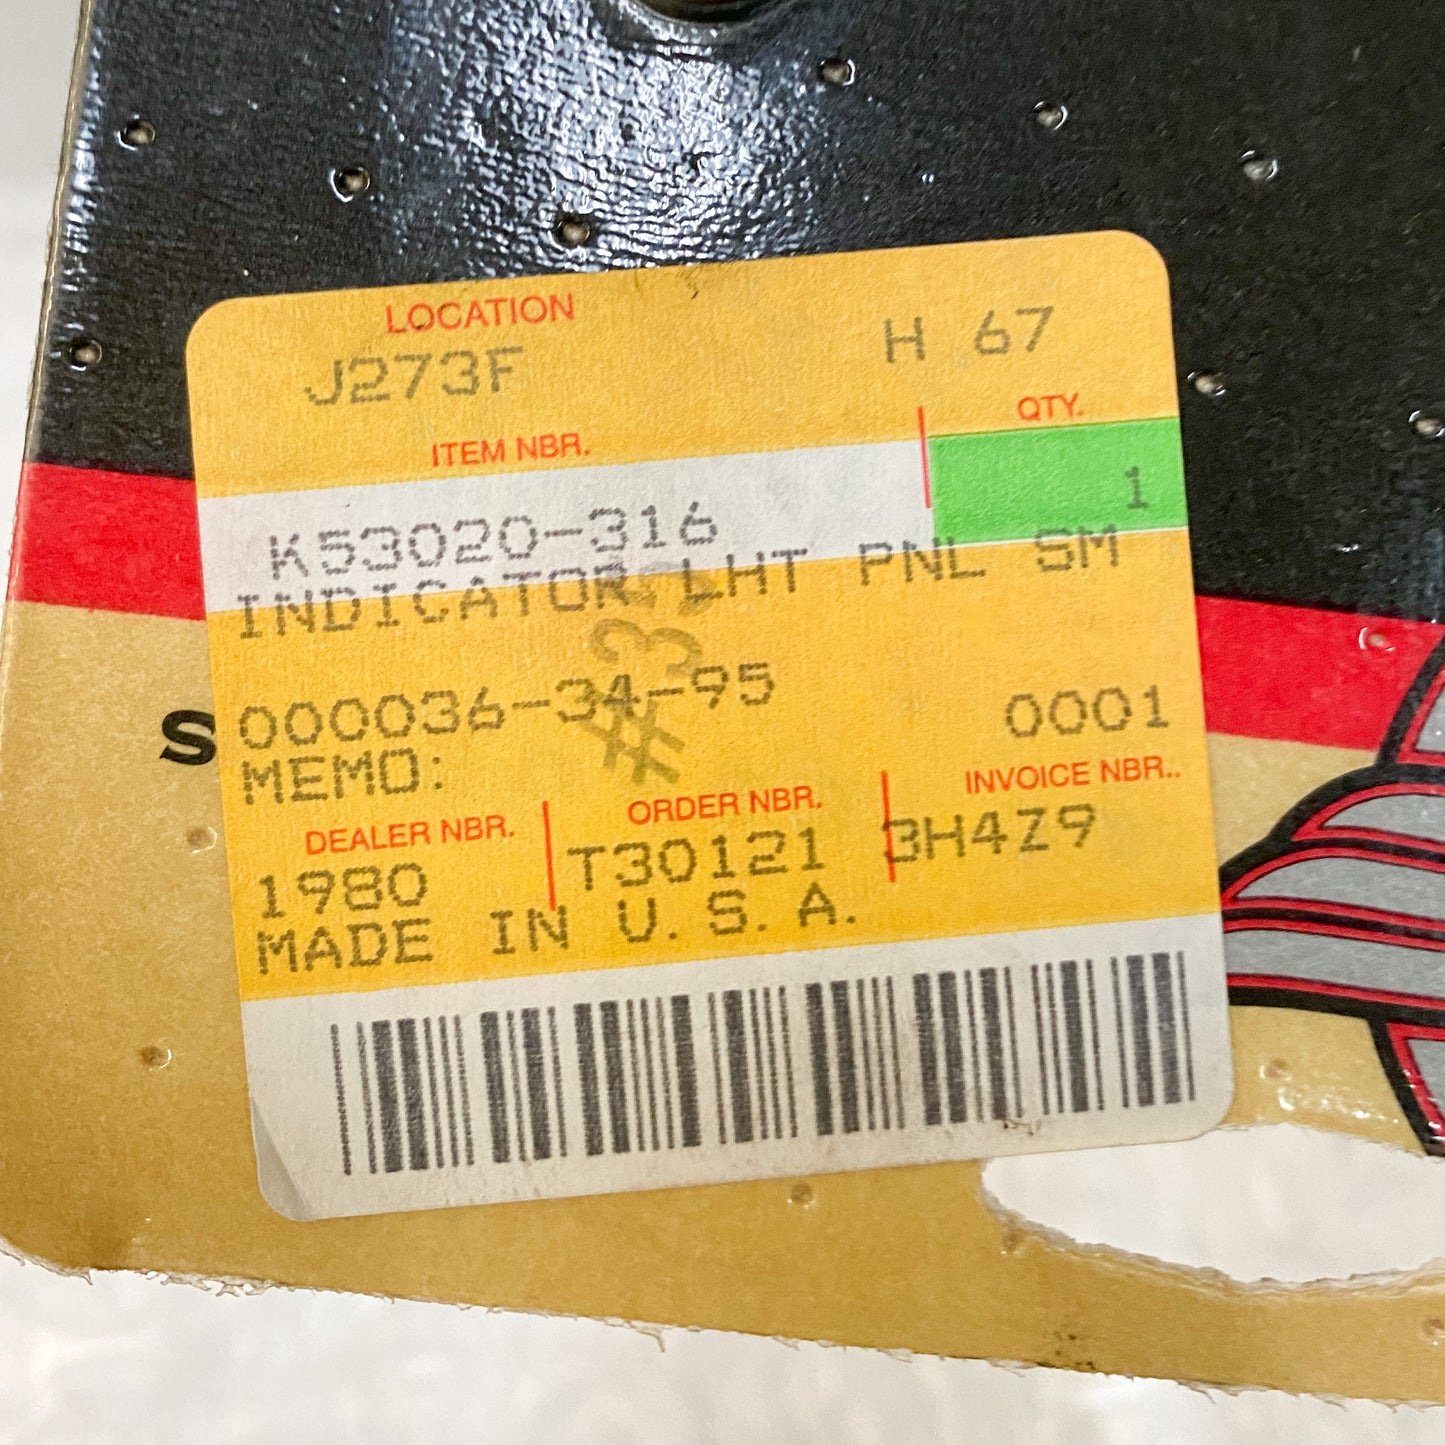 LOCATION
J273F H 67
ITEM NBR. QTY.
1
K53020-316
INDICATOR LHT PNL SM
#3
000036-34-95 0001
MEMO:
DEALER NBR. ORDER NBR. INVOICE NBR..
1980 T30121 3H4Z9
MADE IN U.S.A.
S